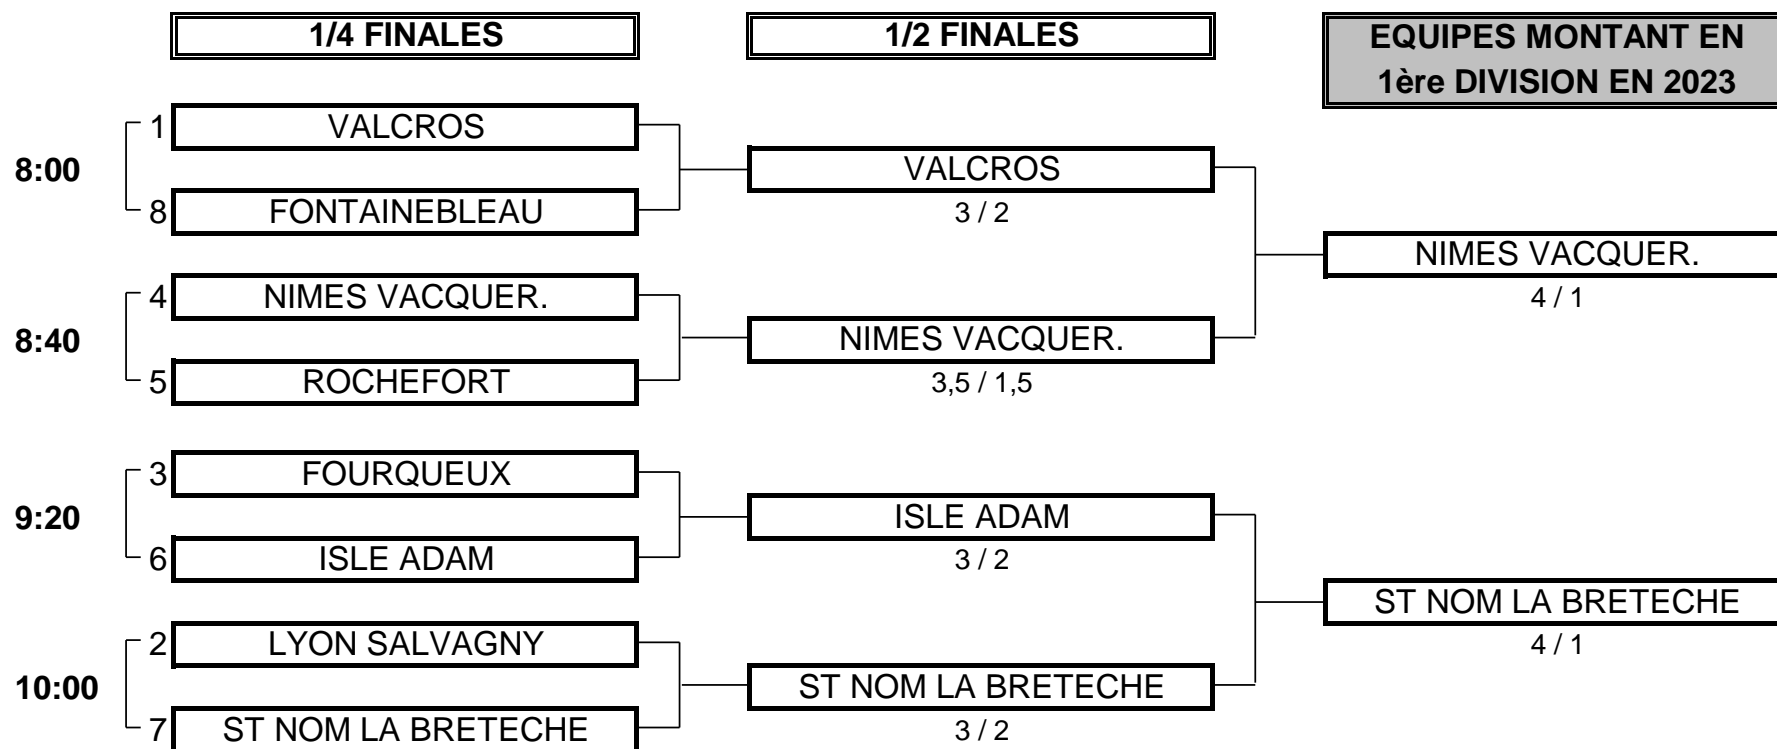 1/4 FINALES
1/2 FINALES
EQUIPES MONTANT EN
1ère DIVISION EN 2023
8:00
1 VALCROS
8 FONTAINEBLEAU
VALCROS
3 / 2
8:40
4 NIMES VACQUER.
5 ROCHEFORT
NIMES VACQUER.
3,5 / 1,5
NIMES VACQUER.
4 / 1
9:20
3 FOURQUEUX
6 ISLE ADAM
ISLE ADAM
3 / 2
10:00
2 LYON SALVAGNY
7 ST NOM LA BRETECHE
ST NOM LA BRETECHE
3 / 2
ST NOM LA BRETECHE
4 / 1